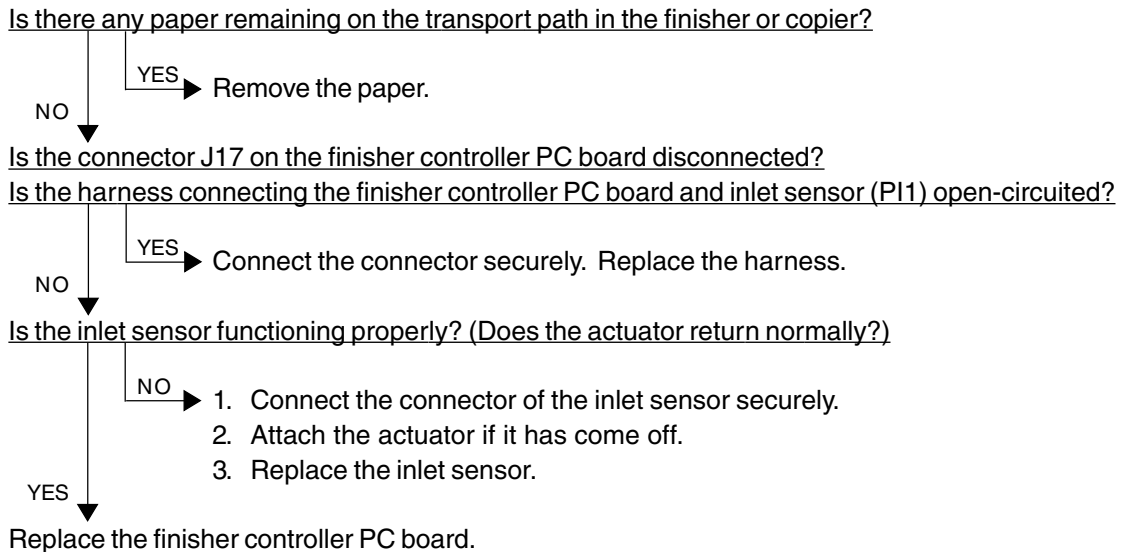 Is there any paper remaining on the transport path in the finisher or copier?
YES
Remove the paper.
NO
Is the connector J17 on the finisher controller PC board disconnected?
Is the harness connecting the finisher controller PC board and inlet sensor (PI1) open-circuited?
YES
Connect the connector securely. Replace the harness.
NO
Is the inlet sensor functioning properly? (Does the actuator return normally?)
NO
1. Connect the connector of the inlet sensor securely.
2. Attach the actuator if it has come off.
3. Replace the inlet sensor.
YES
Replace the finisher controller PC board.